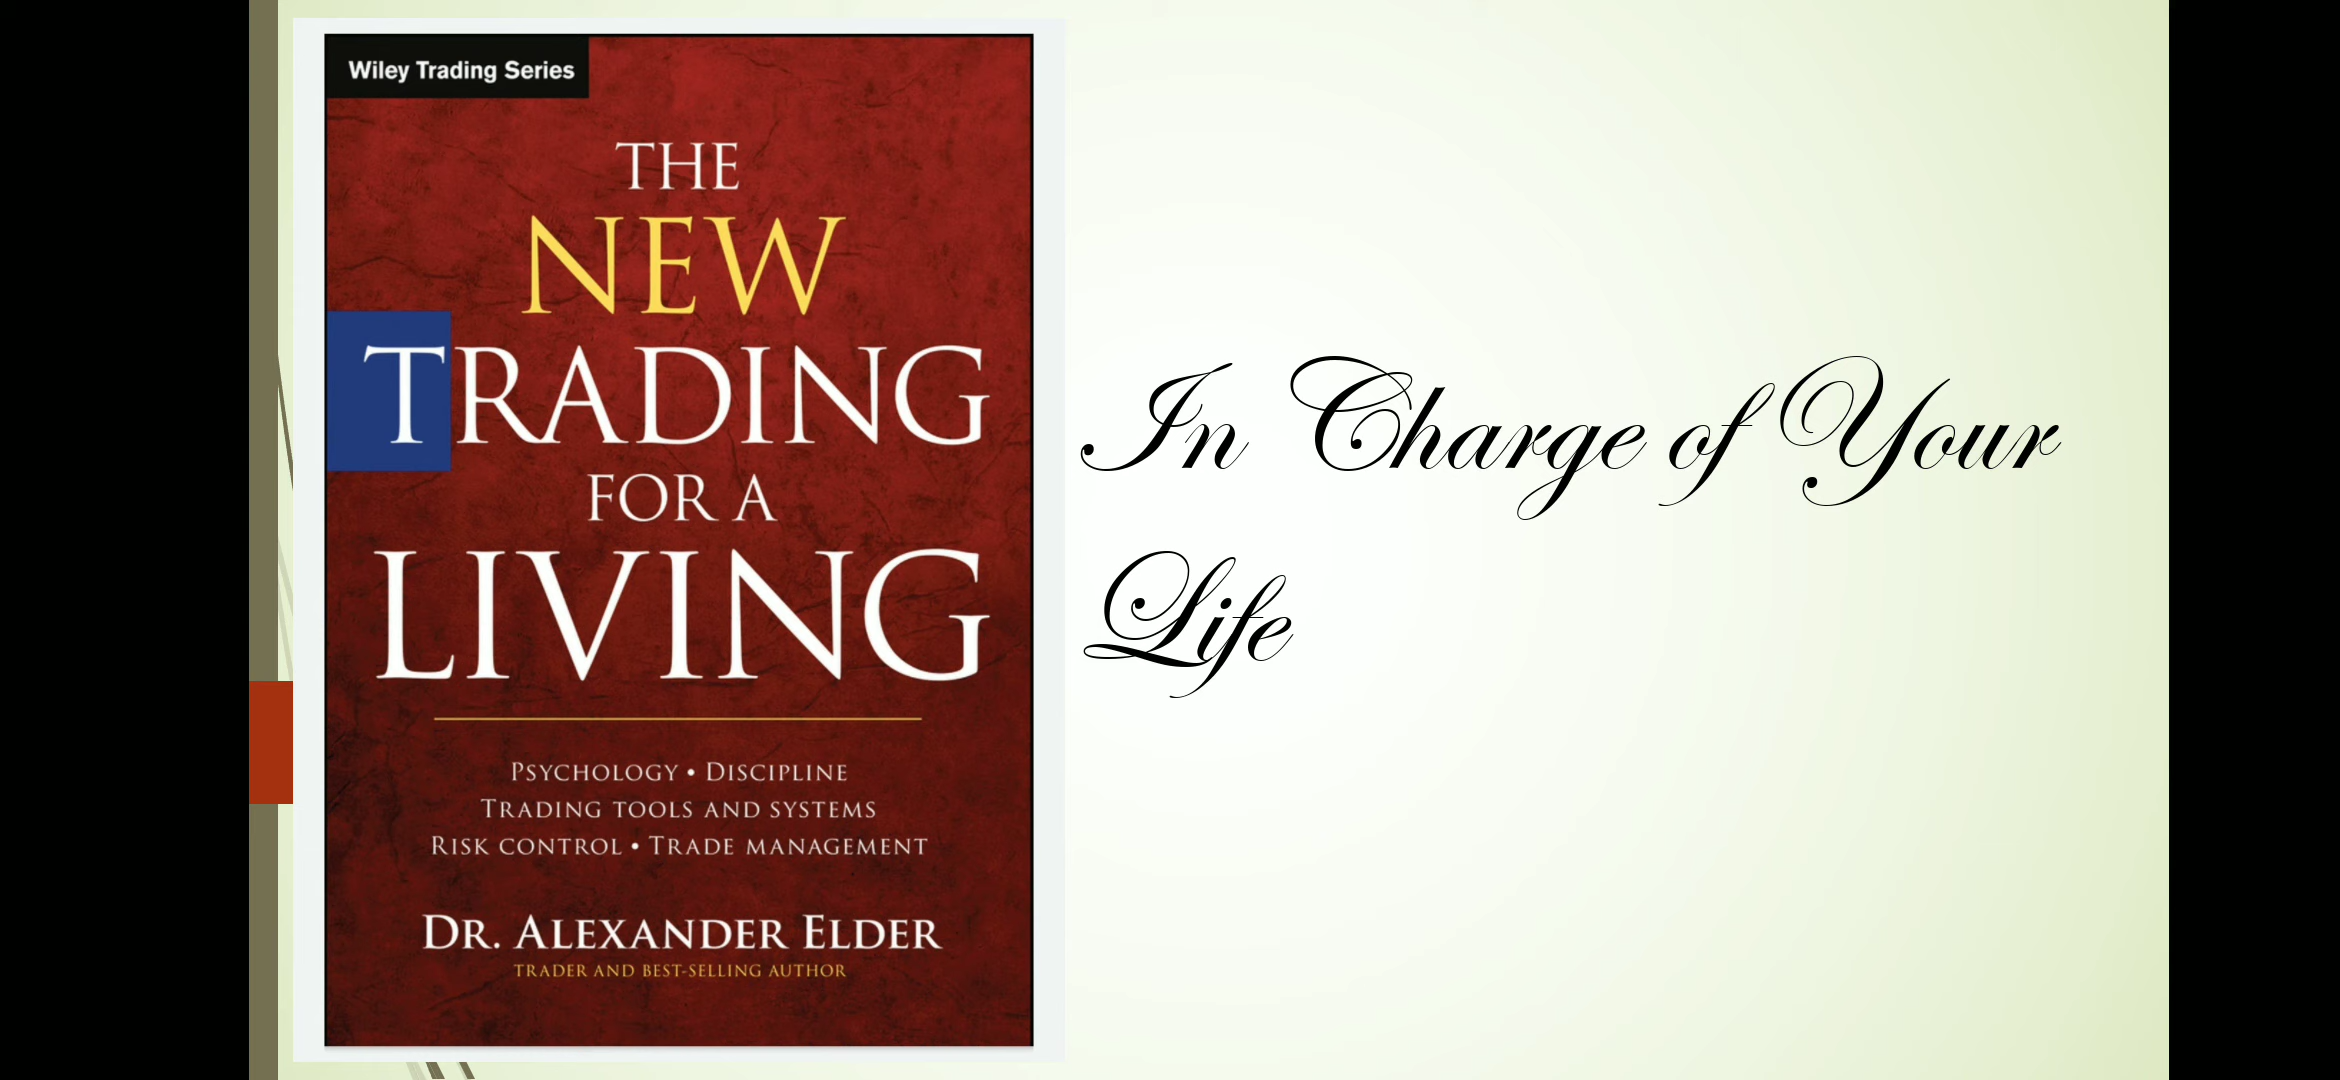 Wiley Trading Series
THE
NEW
TRADING
FOR A
LIVING
PSYCHOLOGY • DISCIPLINE
TRADING TOOLS AND SYSTEMS
RISK CONTROL • TRADE MANAGEMENT
DR. ALEXANDER ELDER
TRADER AND BEST-SELLING AUTHOR
In Charge of Your
Life